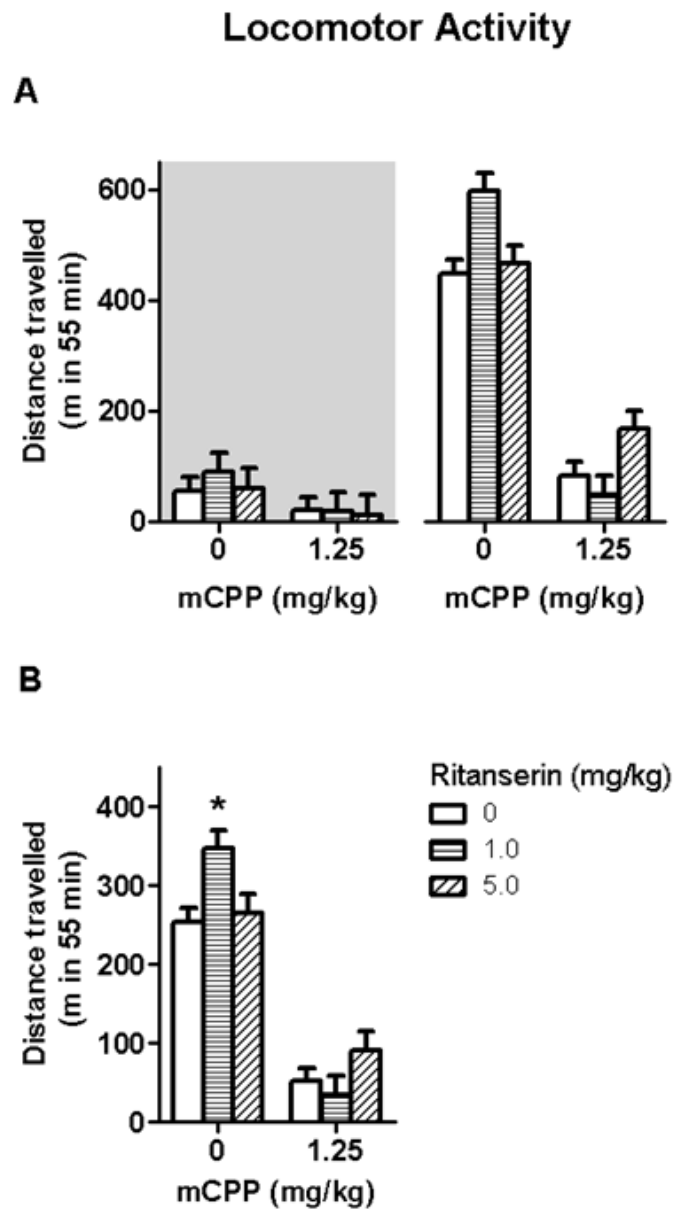 Locomotor Activity
A
Distance travelled
(m in 55 min)
600
400
200
0
0 1.25
mCPP (mg/kg)
0 1.25
mCPP (mg/kg)
B
Distance travelled
(m in 55 min)
400
300
200
100
0
*
0 1.25
mCPP (mg/kg)
Ritanserin (mg/kg)
0
1.0
5.0